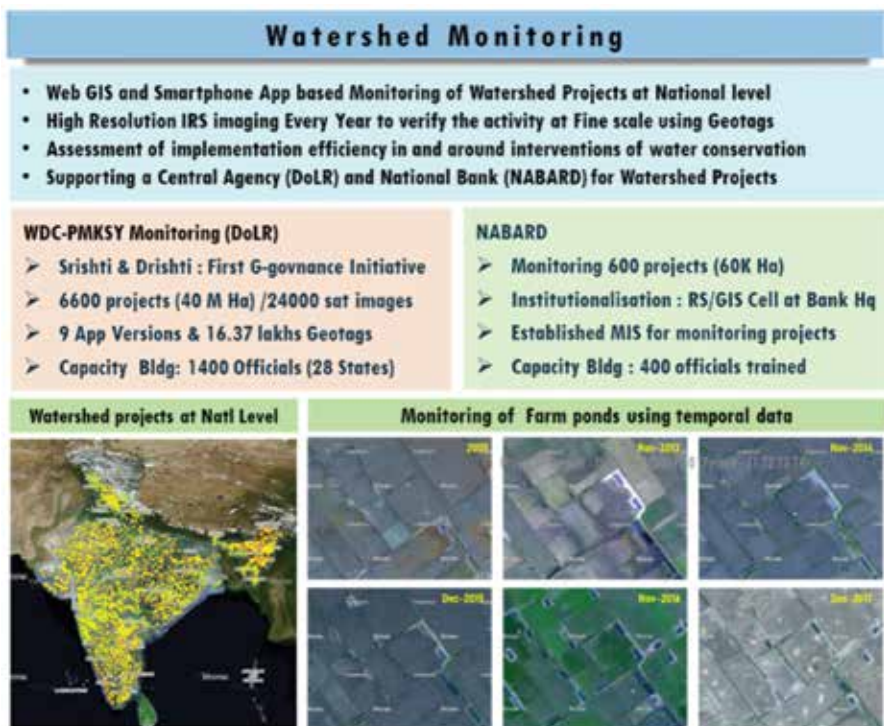 Watershed Monitoring
• Web GIS and Smartphone App based Monitoring of Watershed Projects at National level
• High Resolution IRS imaging Every Year to verify the activity at Fine scale using Geotags
• Assessment of implementation efficiency in and around interventions of water conservation
• Supporting a Central Agency (DoLR) and National Bank (NABARD) for Watershed Projects
WDC-PMKSY Monitoring (DoLR)
➢ Srishti & Drishti : First G-govnance Initiative
➢ 6600 projects (40 M Ha) /24000 sat images
➢ 9 App Versions & 16.37 lakhs Geotags
➢ Capacity Bldg: 1400 Officials (28 States)
NABARD
➢ Monitoring 600 projects (60K Ha)
➢ Institutionalisation : RS/GIS Cell at Bank Hq
➢ Established MIS for monitoring projects
➢ Capacity Bldg : 400 officials trained
Watershed projects at Natl Level
Monitoring of Farm ponds using temporal data
Nov-2014
Dec-2015
Nov-2016